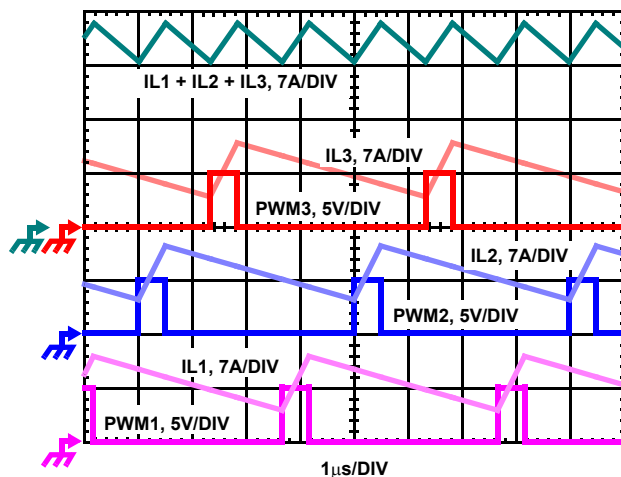 IL1 + IL2 + IL3, 7A/DIV
IL3, 7A/DIV
PWM3, 5V/DIV
IL2, 7A/DIV
PWM2, 5V/DIV
IL1, 7A/DIV
PWM1, 5V/DIV
1μs/DIV